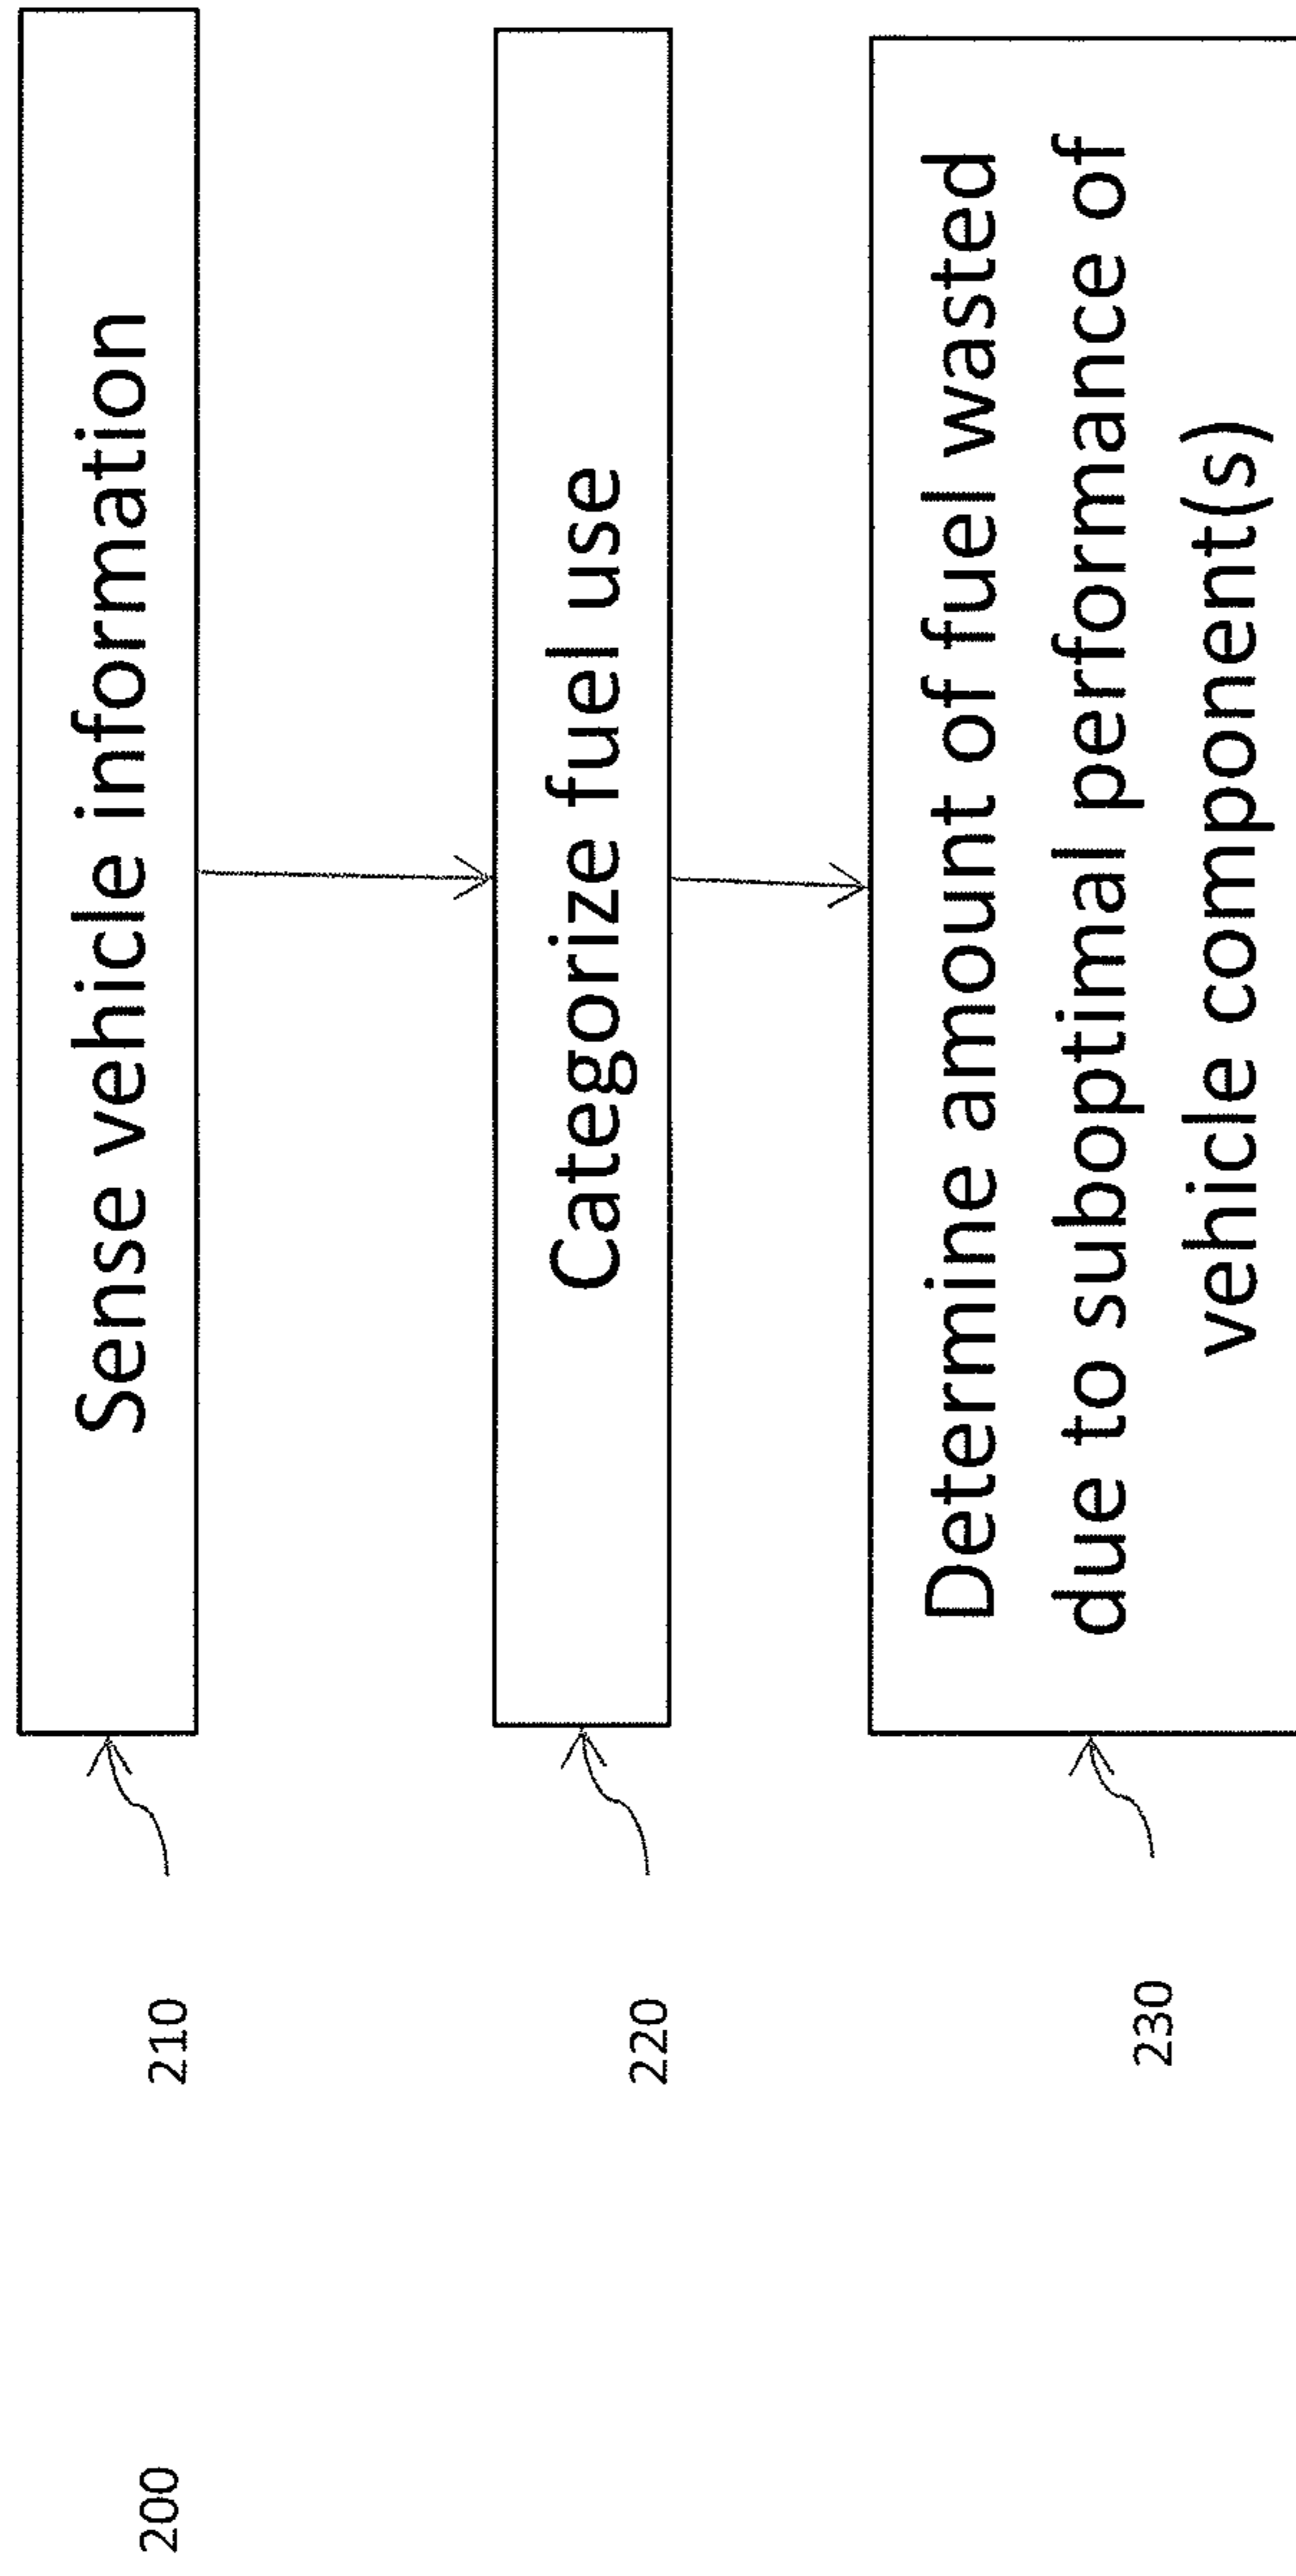 200
210
Sense vehicle information
220
Categorize fuel use
230
Determine amount of fuel wasted
due to suboptimal performance of
vehicle component(s)